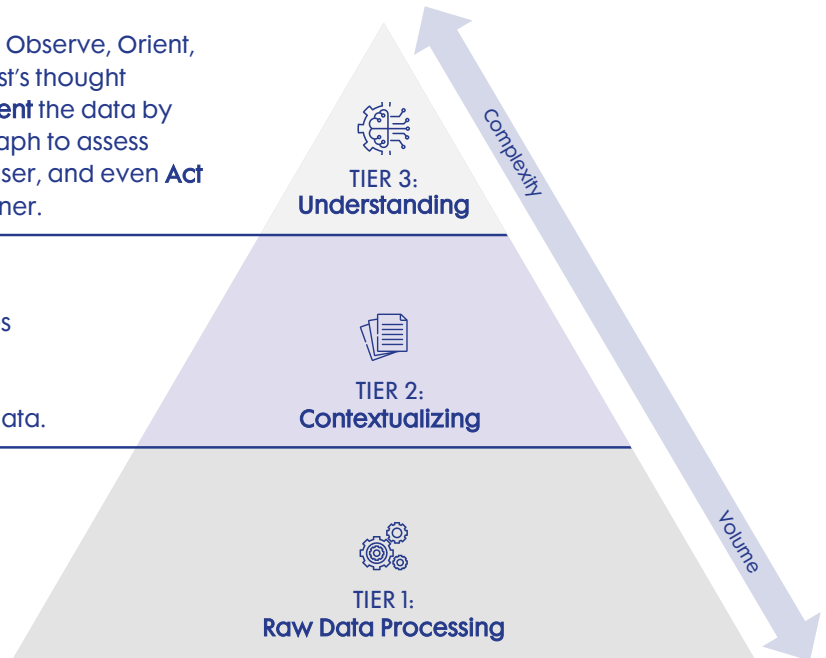 Observe, Orient,
st's thought
ent the data by
aph to assess
ser, and even Act
ner.
s
ata.
Complexity
TIER 3:
Understanding
TIER 2:
Contextualizing
Volume
TIER 1:
Raw Data Processing